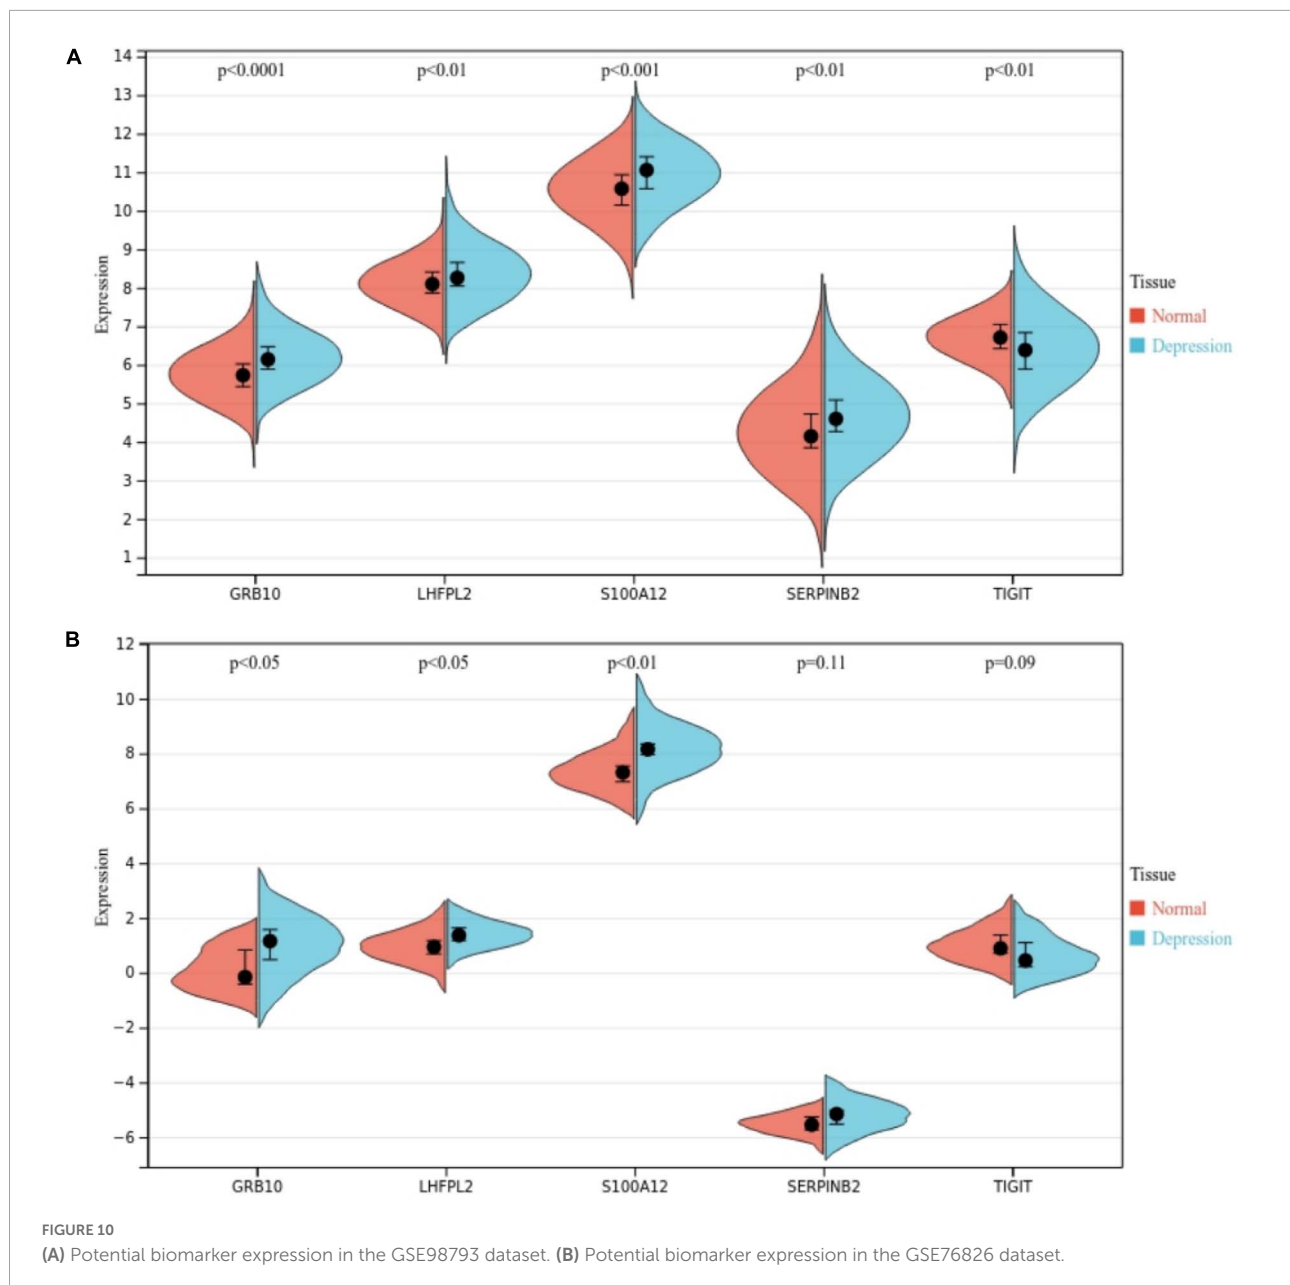 A
14
p<0.0001 p<0.01 p<0.001 p<0.01 p<0.01
13
12
11
10
9
8
7
6
5
4
3
2
1
Expression
Tissue
Normal
Depression
GRB10 LHFPL2 S100A12 SERPINB2 TIGIT
B
12
p<0.05 p<0.05 p<0.01 p=0.11 p=0.09
10
8
6
4
2
0
−2
−4
−6
Expression
Tissue
Normal
Depression
GRB10 LHFPL2 S100A12 SERPINB2 TIGIT
FIGURE 10
(A) Potential biomarker expression in the GSE98793 dataset. (B) Potential biomarker expression in the GSE76826 dataset.